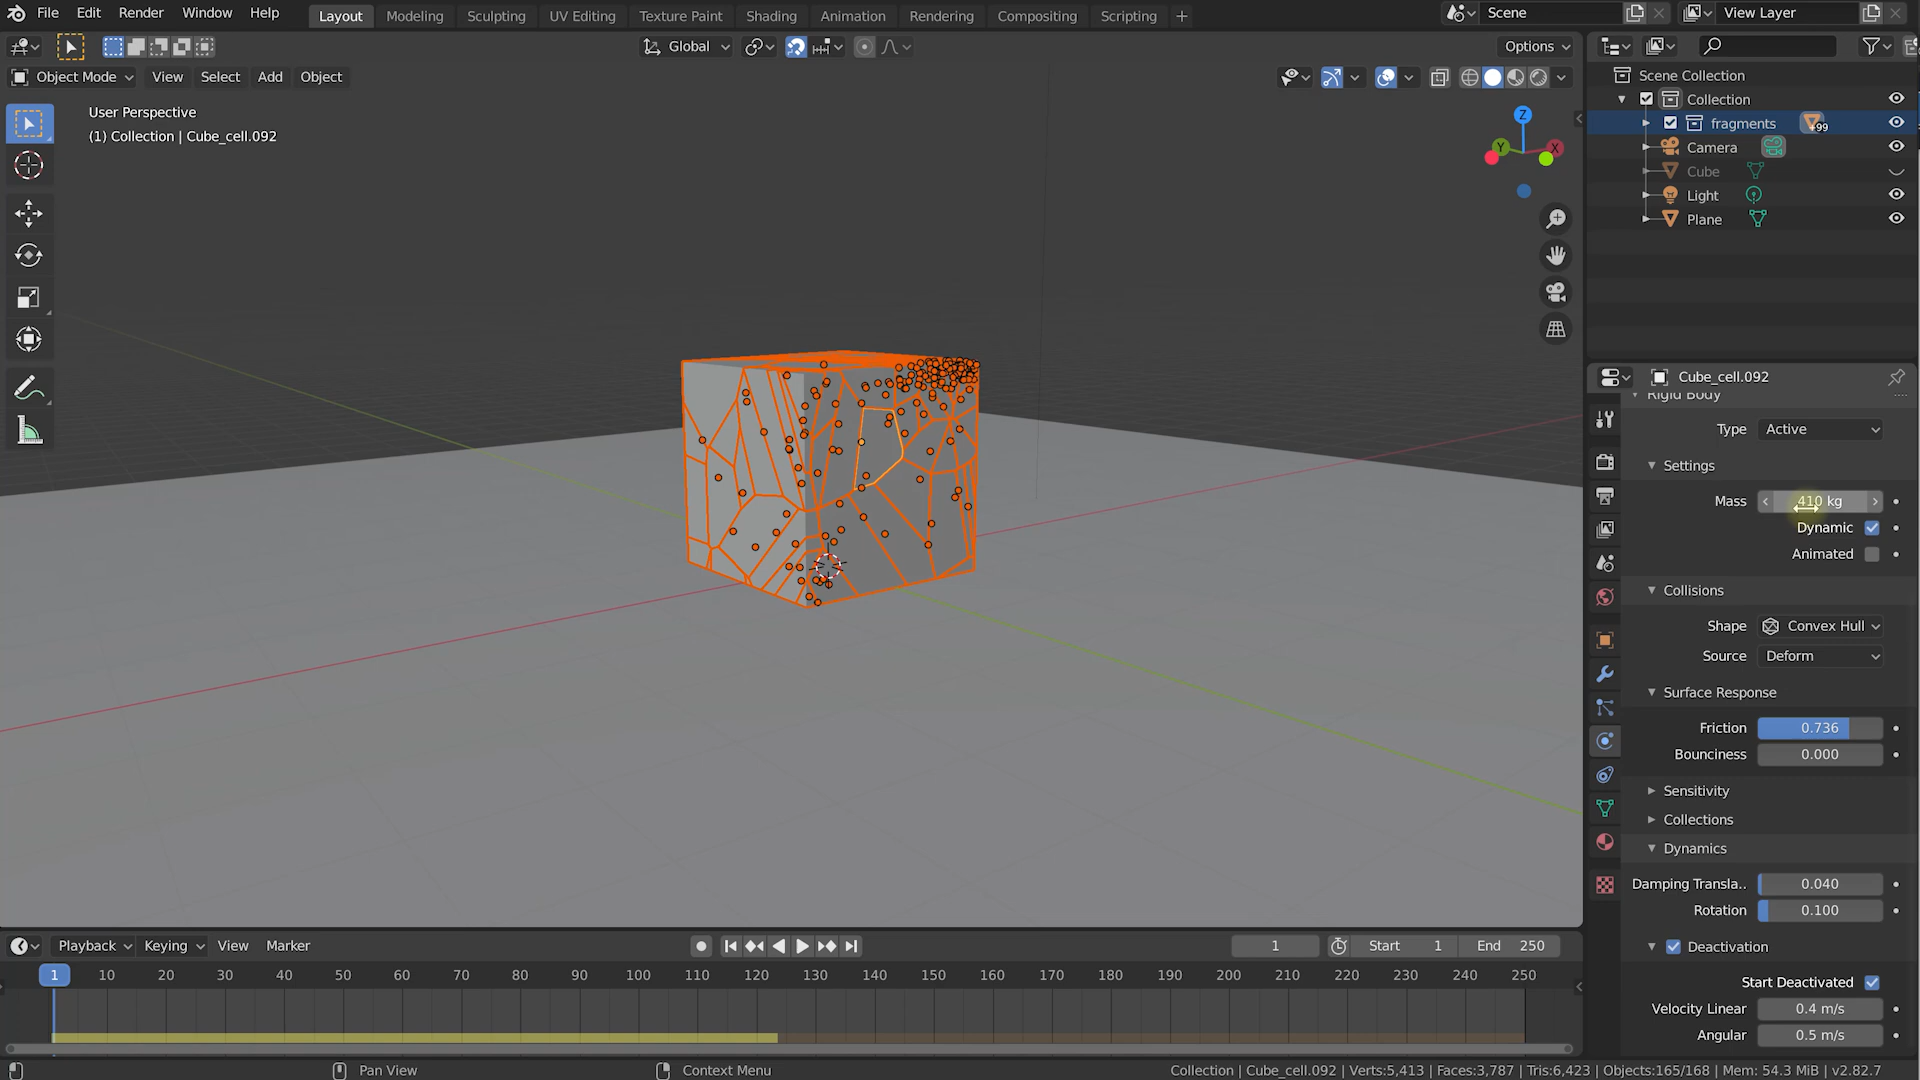 File Edit Render Window Help Layout Modeling Sculpting UV Editing Texture Paint Shading Animation Rendering Compositing Scripting + Scene View Layer
Global Options
Object Mode View Select Add Object
User Perspective
(1) Collection | Cube_cell.092
Z
Y
X
Scene Collection
Collection
fragments +99
Camera
Cube
Light
Plane
Cube_cell.092
Rigid Body
Type Active
Settings
Mass 410 kg
Dynamic
Animated
Collisions
Shape Convex Hull
Source Deform
Surface Response
Friction 0.736
Bounciness 0.000
Sensitivity
Collections
Dynamics
Damping Transla.. 0.040
Rotation 0.100
Deactivation
Start Deactivated
Velocity Linear 0.4 m/s
Angular 0.5 m/s
Playback Keying View Marker 1 Start 1 End 250
1 10 20 30 40 50 60 70 80 90 100 110 120 130 140 150 160 170 180 190 200 210 220 230 240 250
Pan View Context Menu Collection | Cube_cell.092 | Verts:5,413 | Faces:3,787 | Tris:6,423 | Objects:165/168 | Mem: 54.3 MiB | v2.82.7